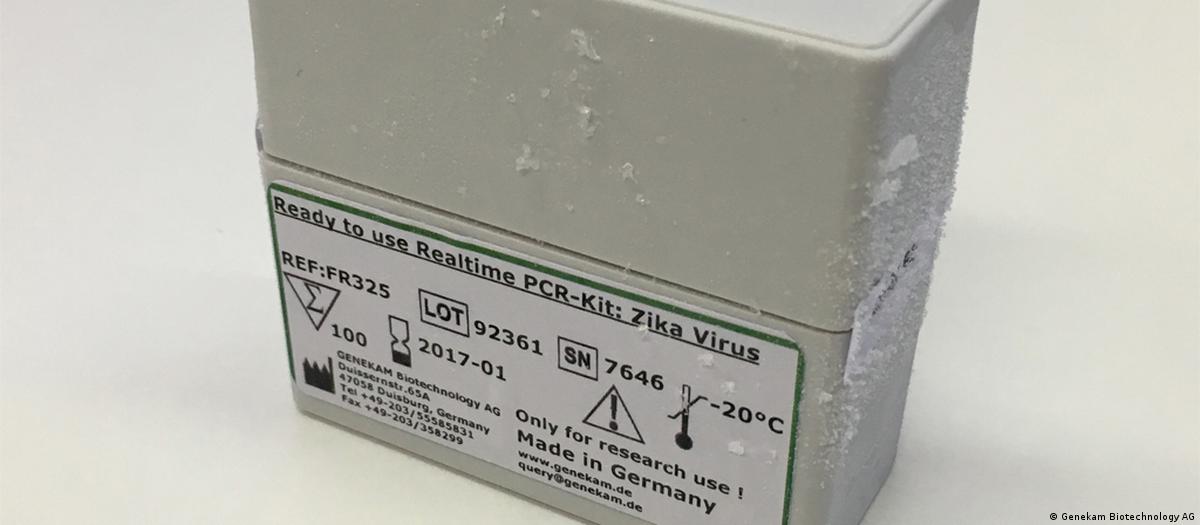 Ready to use Realtime PCR-Kit: Zika Virus
REF:FR325
Σ
100
LOT 92361
SN 7646
2017-01
-20°C
GENEKAM Biotechnology AG
Duissernstr.65A
47058 Duisburg, Germany
Tel +49-203/55585831
Fax +49-203/358299
Only for research use !
Made in Germany
www.genekam.de
query@genekam.de
© Genekam Biotechnology AG